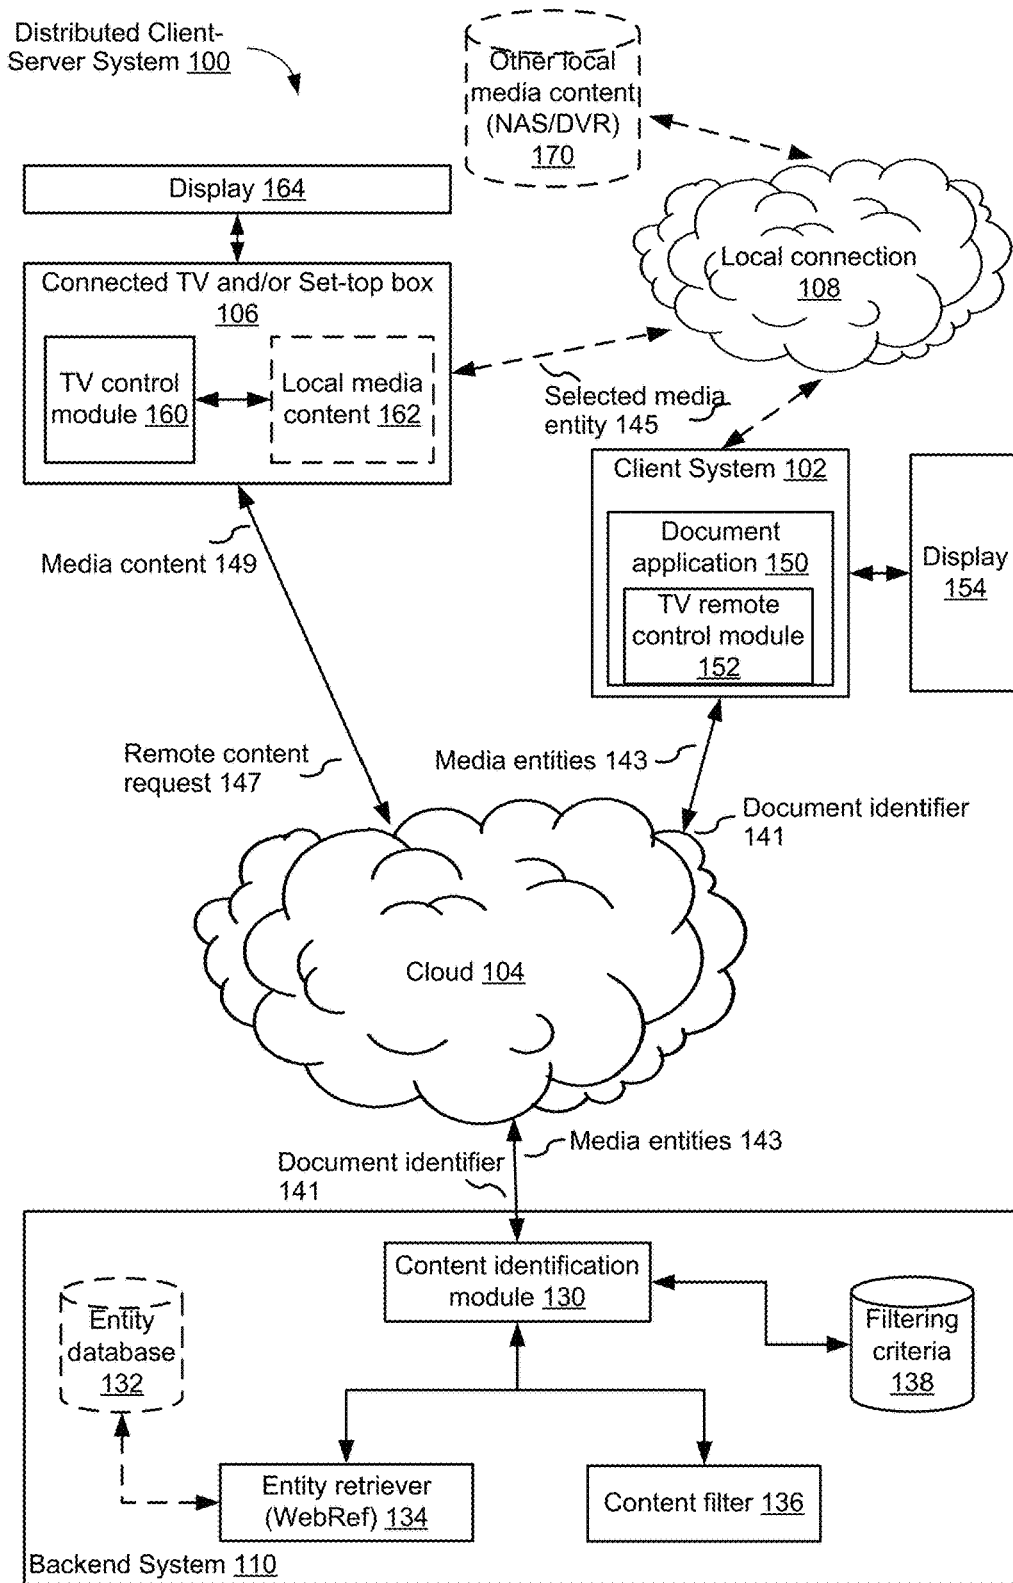 Distributed Client-
Server System 100
Other local
media content
(NAS/DVR)
170
Display 164
Local connection
108
Connected TV and/or Set-top box
106
TV control
module 160
Local media
content 162
Selected media
entity 145
Client System 102
Document
application 150
TV remote
control module
152
Display
154
Media content 149
Remote content
request 147
Media entities 143
Document identifier
141
Cloud 104
Media entities 143
Document identifier
141
Content identification
module 130
Entity
database
132
Filtering
criteria
138
Entity retriever
(WebRef) 134
Content filter 136
Backend System 110